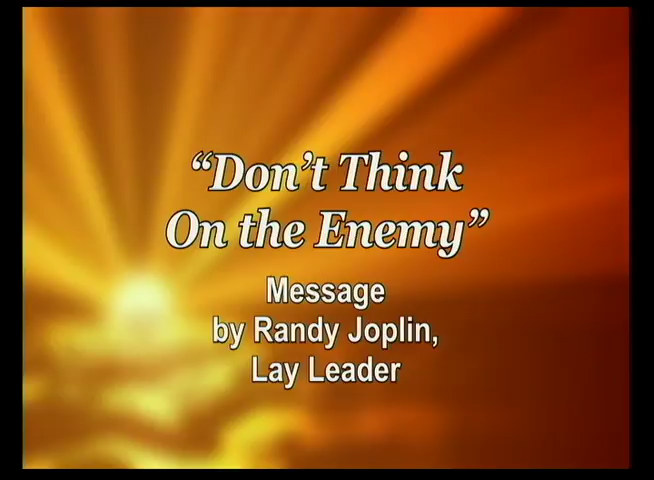 “Don’t Think
On the Enemy”
Message
by Randy Joplin,
Lay Leader